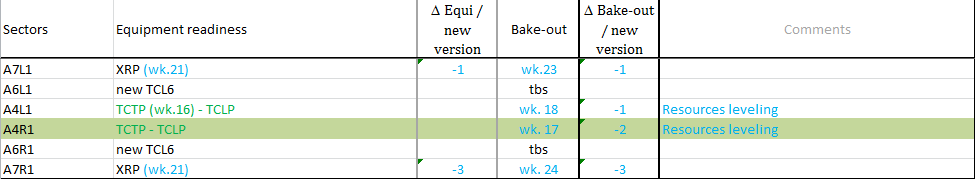 Sectors Equipment readiness Δ Equi / new version Bake-out Δ Bake-out / new version Comments
A7L1 XRP (wk.21) -1 wk.23 -1
A6L1 new TCL6 tbs
A4L1 TCTP (wk.16) - TCLP wk. 18 -1 Resources leveling
A4R1 TCTP - TCLP wk. 17 -2 Resources leveling
A6R1 new TCL6 tbs
A7R1 XRP (wk.21) -3 wk. 24 -3